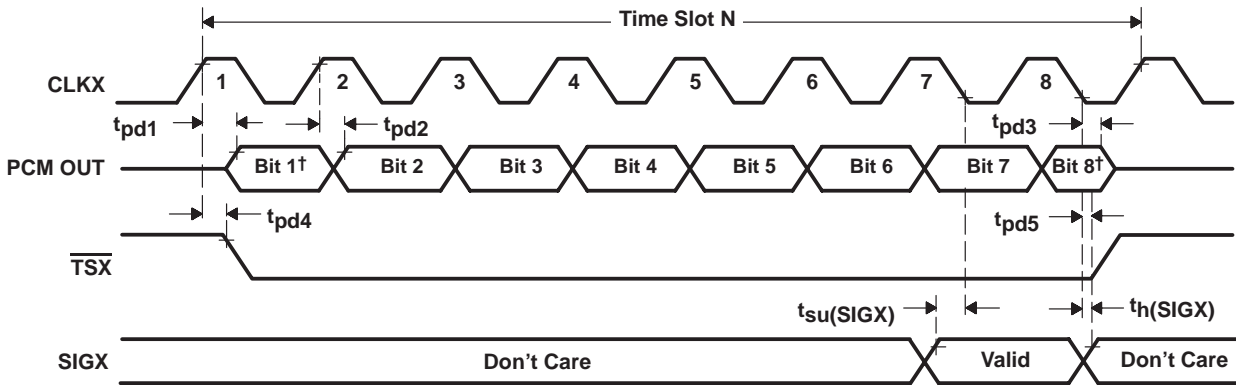 Time Slot N
CLKX
1 2 3 4 5 6 7 8
tpd1 tpd2 tpd3
PCM OUT
Bit 1† Bit 2 Bit 3 Bit 4 Bit 5 Bit 6 Bit 7 Bit 8†
tpd4 tpd5
TSX
tsu(SIGX) th(SIGX)
SIGX
Don't Care Valid Don't Care